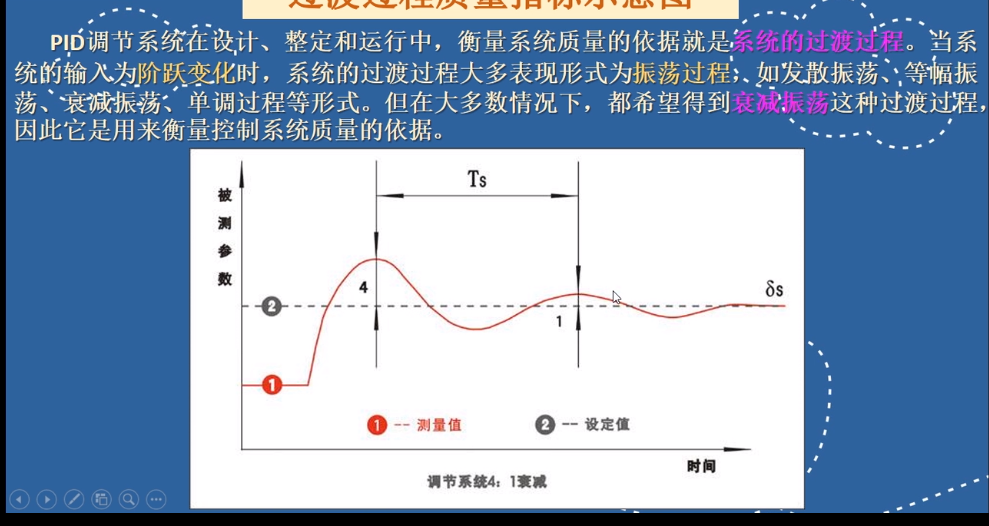 过渡过程质量指标示意图
PID调节系统在设计、整定和运行中，衡量系统质量的依据就是系统的过渡过程。当系
统的输入为阶跃变化时，系统的过渡过程大多表现形式为振荡过程，如发散振荡、等幅振
荡、衰减振荡、单调过程等形式。但在大多数情况下，都希望得到衰减振荡这种过渡过程，
因此它是用来衡量控制系统质量的依据。
Ts
被
测
参
数
4
δs
2
1
1
1 -- 测量值
2 -- 设定值
时间
调节系统4：1衰减